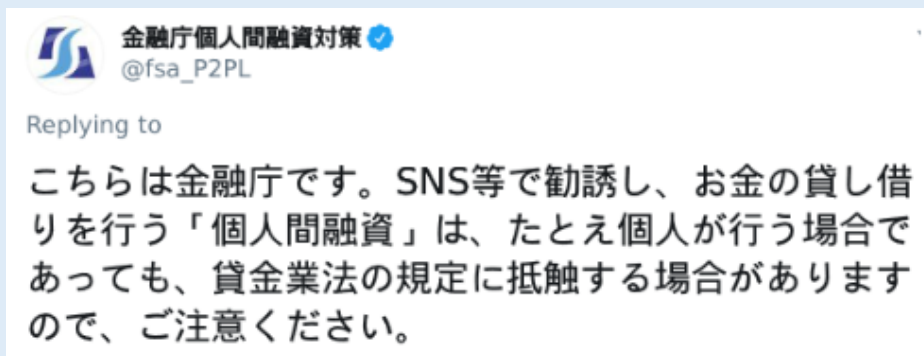 金融庁個人間融資対策
@fsa_P2PL
Replying to
こちらは金融庁です。SNS等で勧誘し、お金の貸し借
りを行う「個人間融資」は、たとえ個人が行う場合で
あっても、貸金業法の規定に抵触する場合があります
ので、ご注意ください。